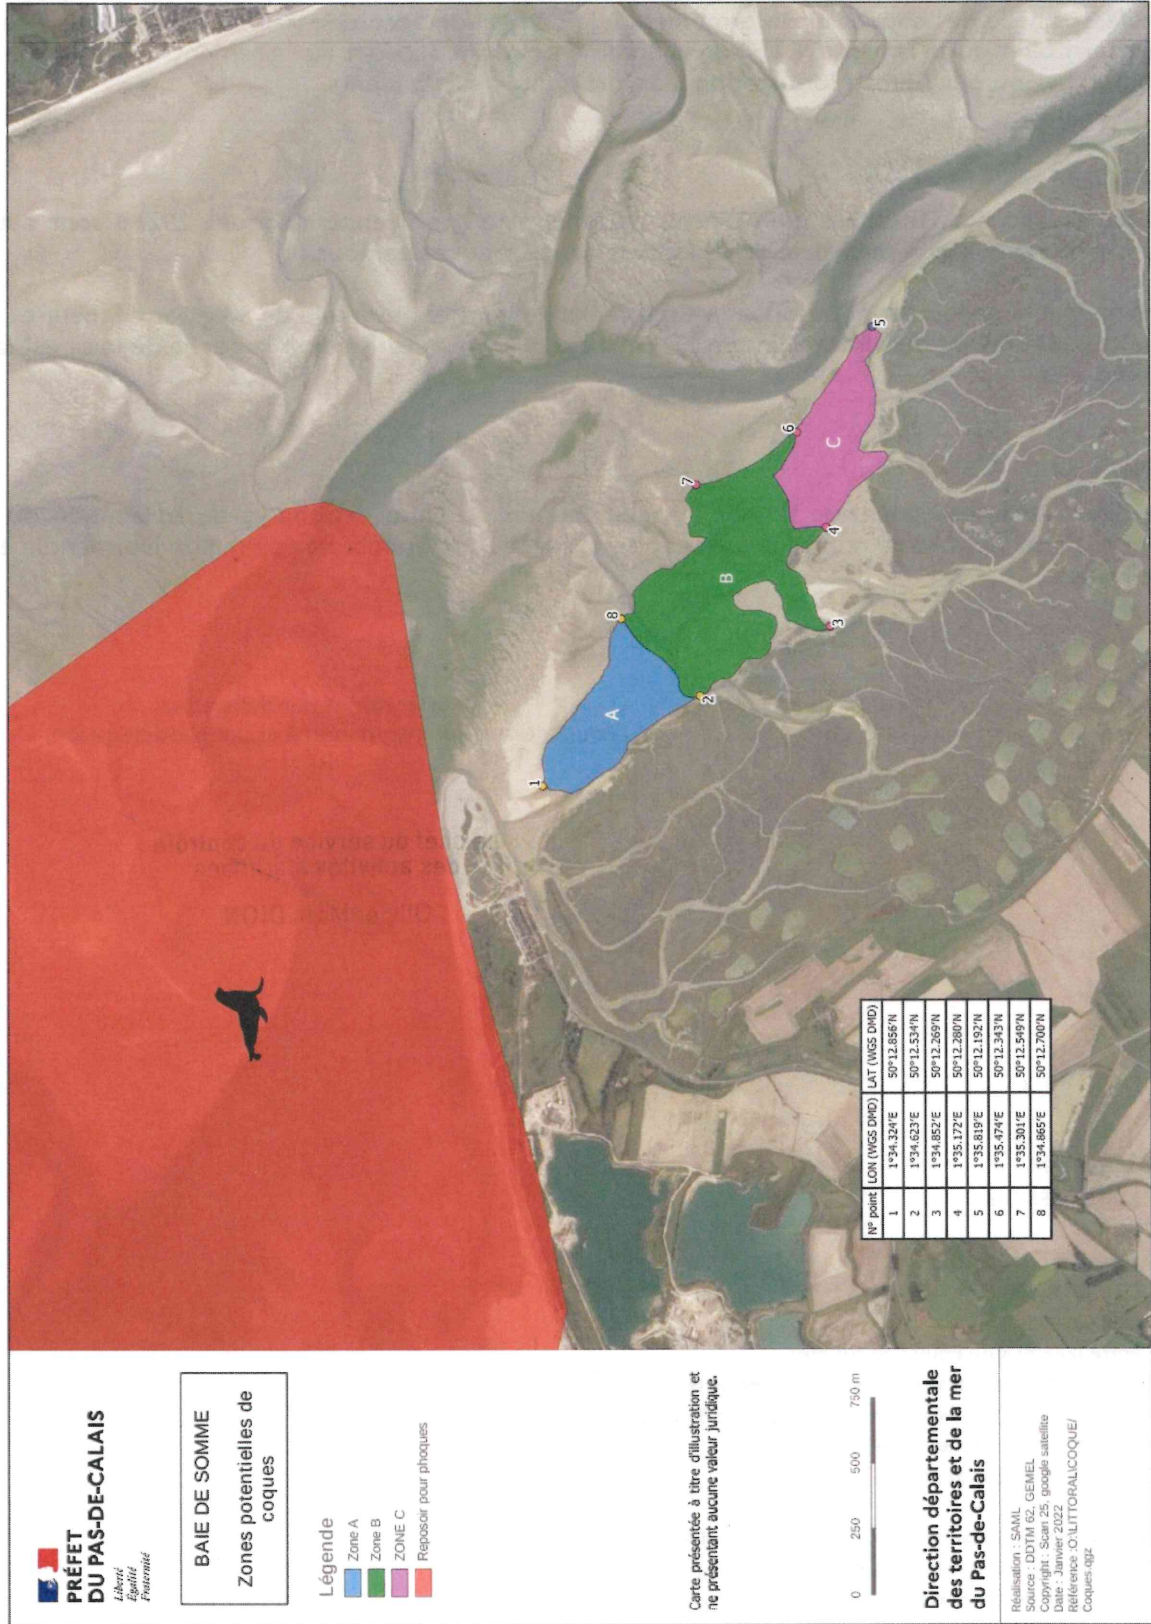 PRÉFET
DU PAS-DE-CALAIS
Liberté
Égalité
Fraternité
BAIE DE SOMME
Zones potentielles de
coques
Légende
Zone A
Zone B
ZONE C
Reposoir pour phoques
Carte présentée à titre d'illustration et
ne présentant aucune valeur juridique.
0 250 500 750 m
Direction départementale
des territoires et de la mer
du Pas-de-Calais
Réalisation : SAML
Source : DDTM 62, GEMEL
Copyright : Scan 25, google satellite
Date : Janvier 2022
Référence :O:\LITTORAL\COQUE/
Coques.qgz
1
A
2
8
B
3
7
4
6
C
5
N° point LON (WGS DMD) LAT (WGS DMD)
1 1°34.324'E 50°12.856'N
2 1°34.623'E 50°12.534'N
3 1°34.852'E 50°12.269'N
4 1°35.172'E 50°12.280'N
5 1°35.819'E 50°12.192'N
6 1°35.474'E 50°12.343'N
7 1°35.301'E 50°12.549'N
8 1°34.865'E 50°12.700'N